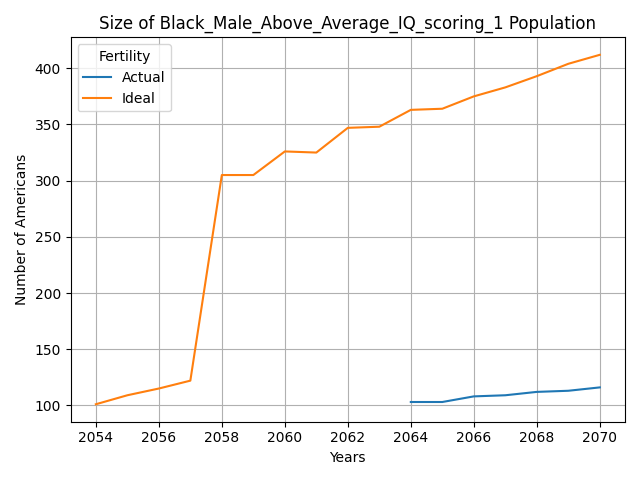 Size of Black_Male_Above_Average_IQ_scoring_1 Population
Fertility
Actual
Ideal
Number of Americans
400
350
300
250
200
150
100
2054 2056 2058 2060 2062 2064 2066 2068 2070
Years